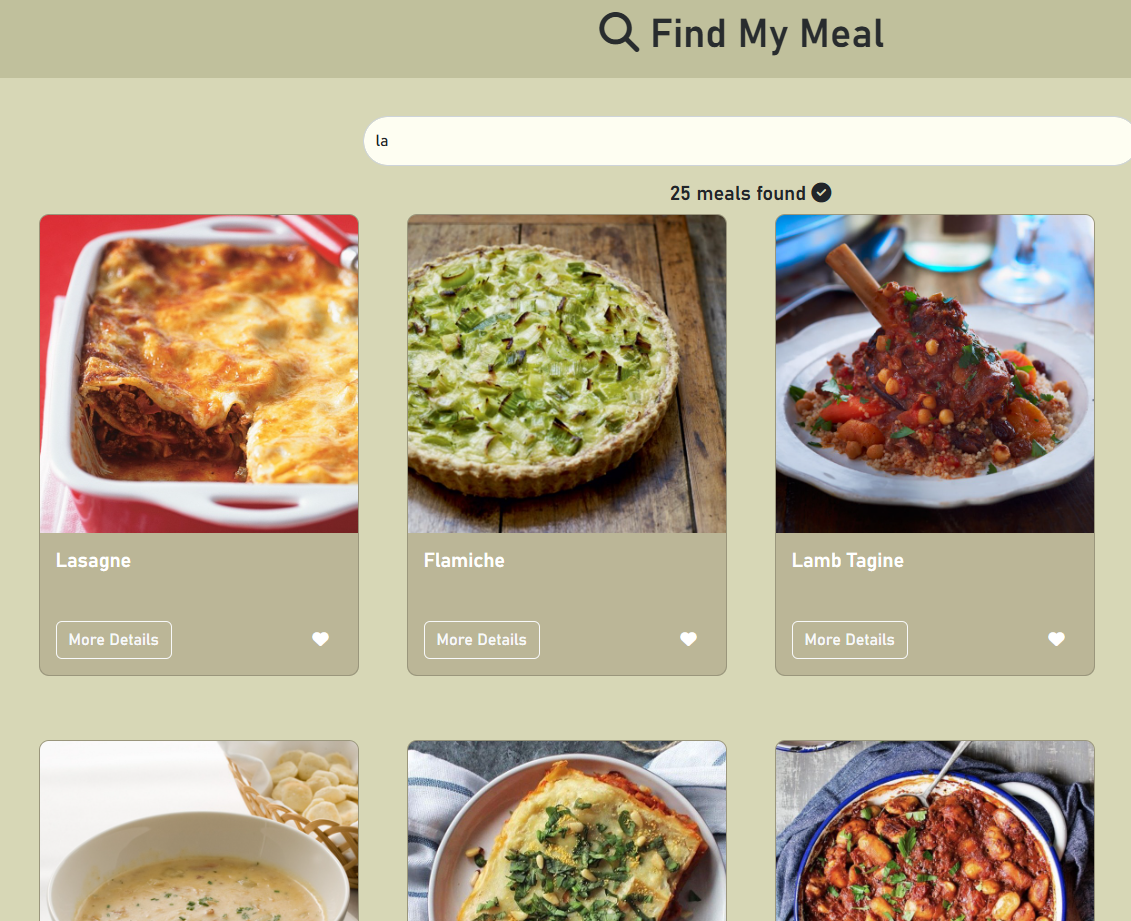 Find My Meal
la
25 meals found
Lasagne
Flamiche
Lamb Tagine
More Details
More Details
More Details